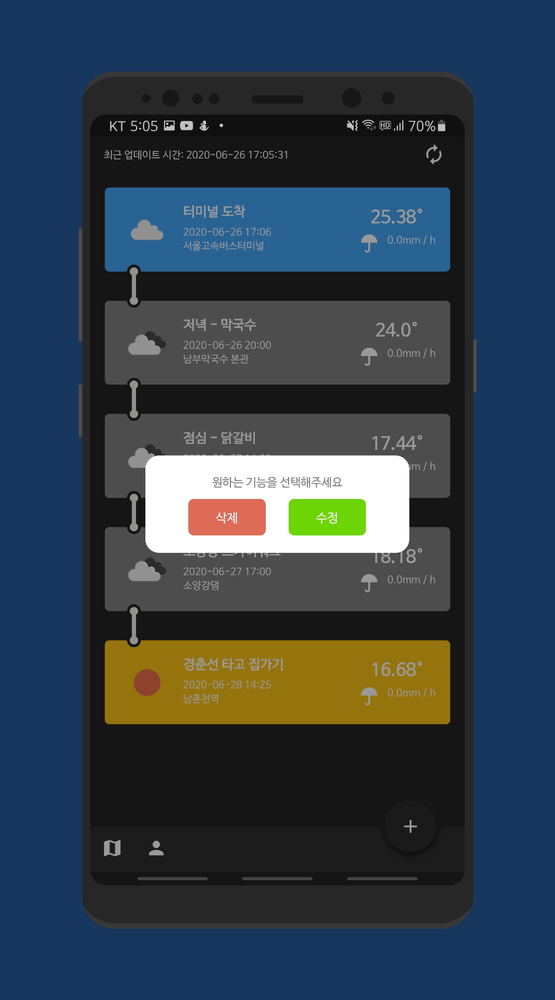 KT 5:05
HD 70%
최근 업데이트 시간: 2020-06-26 17:05:31
터미널 도착
25.38°
2020-06-26 17:06
0.0mm / h
서울고속버스터미널
저녁 - 막국수
24.0°
2020-06-26 20:00
0.0mm / h
남부막국수 본관
점심 - 닭갈비
17.44°
mm / h
원하는 기능을 선택해주세요
삭제
수정
18.18°
2020-06-27 17:00
0.0mm / h
소양강댐
경춘선 타고 집가기
16.68°
2020-06-28 14:25
0.0mm / h
남춘천역